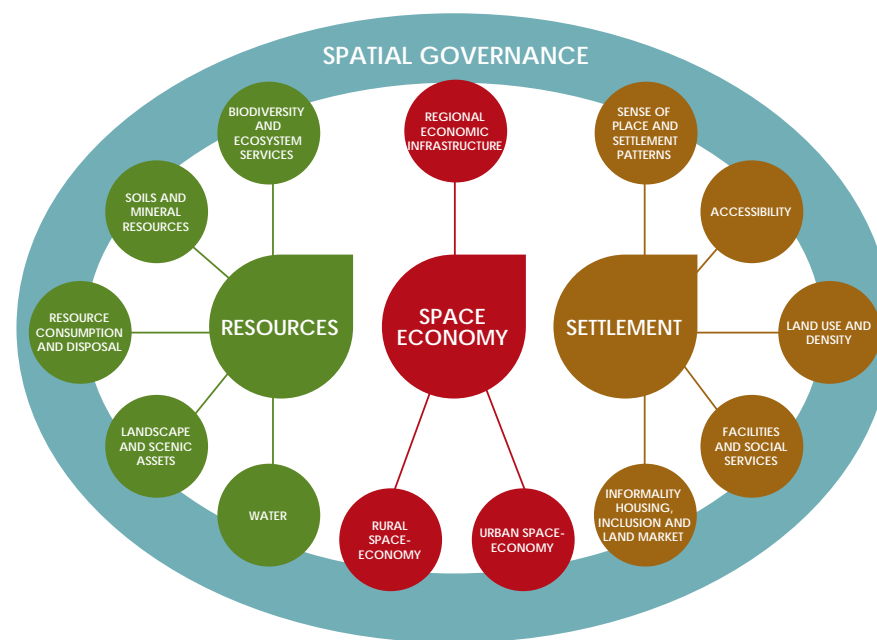 SPATIAL GOVERNANCE
BIODIVERSITY
AND
ECOSYSTEM
SERVICES
REGIONAL
ECONOMIC
INFRASTRUCTURE
SENSE OF
PLACE AND
SETTLEMENT
PATTERNS
SOILS AND
MINERAL
RESOURCES
ACCESSIBILITY
RESOURCE
CONSUMPTION
AND DISPOSAL
RESOURCES
SPACE
ECONOMY
SETTLEMENT
LAND USE AND
DENSITY
LANDSCAPE
AND SCENIC
ASSETS
FACILITIES
AND SOCIAL
SERVICES
WATER
RURAL
SPACE-
ECONOMY
URBAN SPACE-
ECONOMY
INFORMALITY
HOUSING,
INCLUSION AND
LAND MARKET